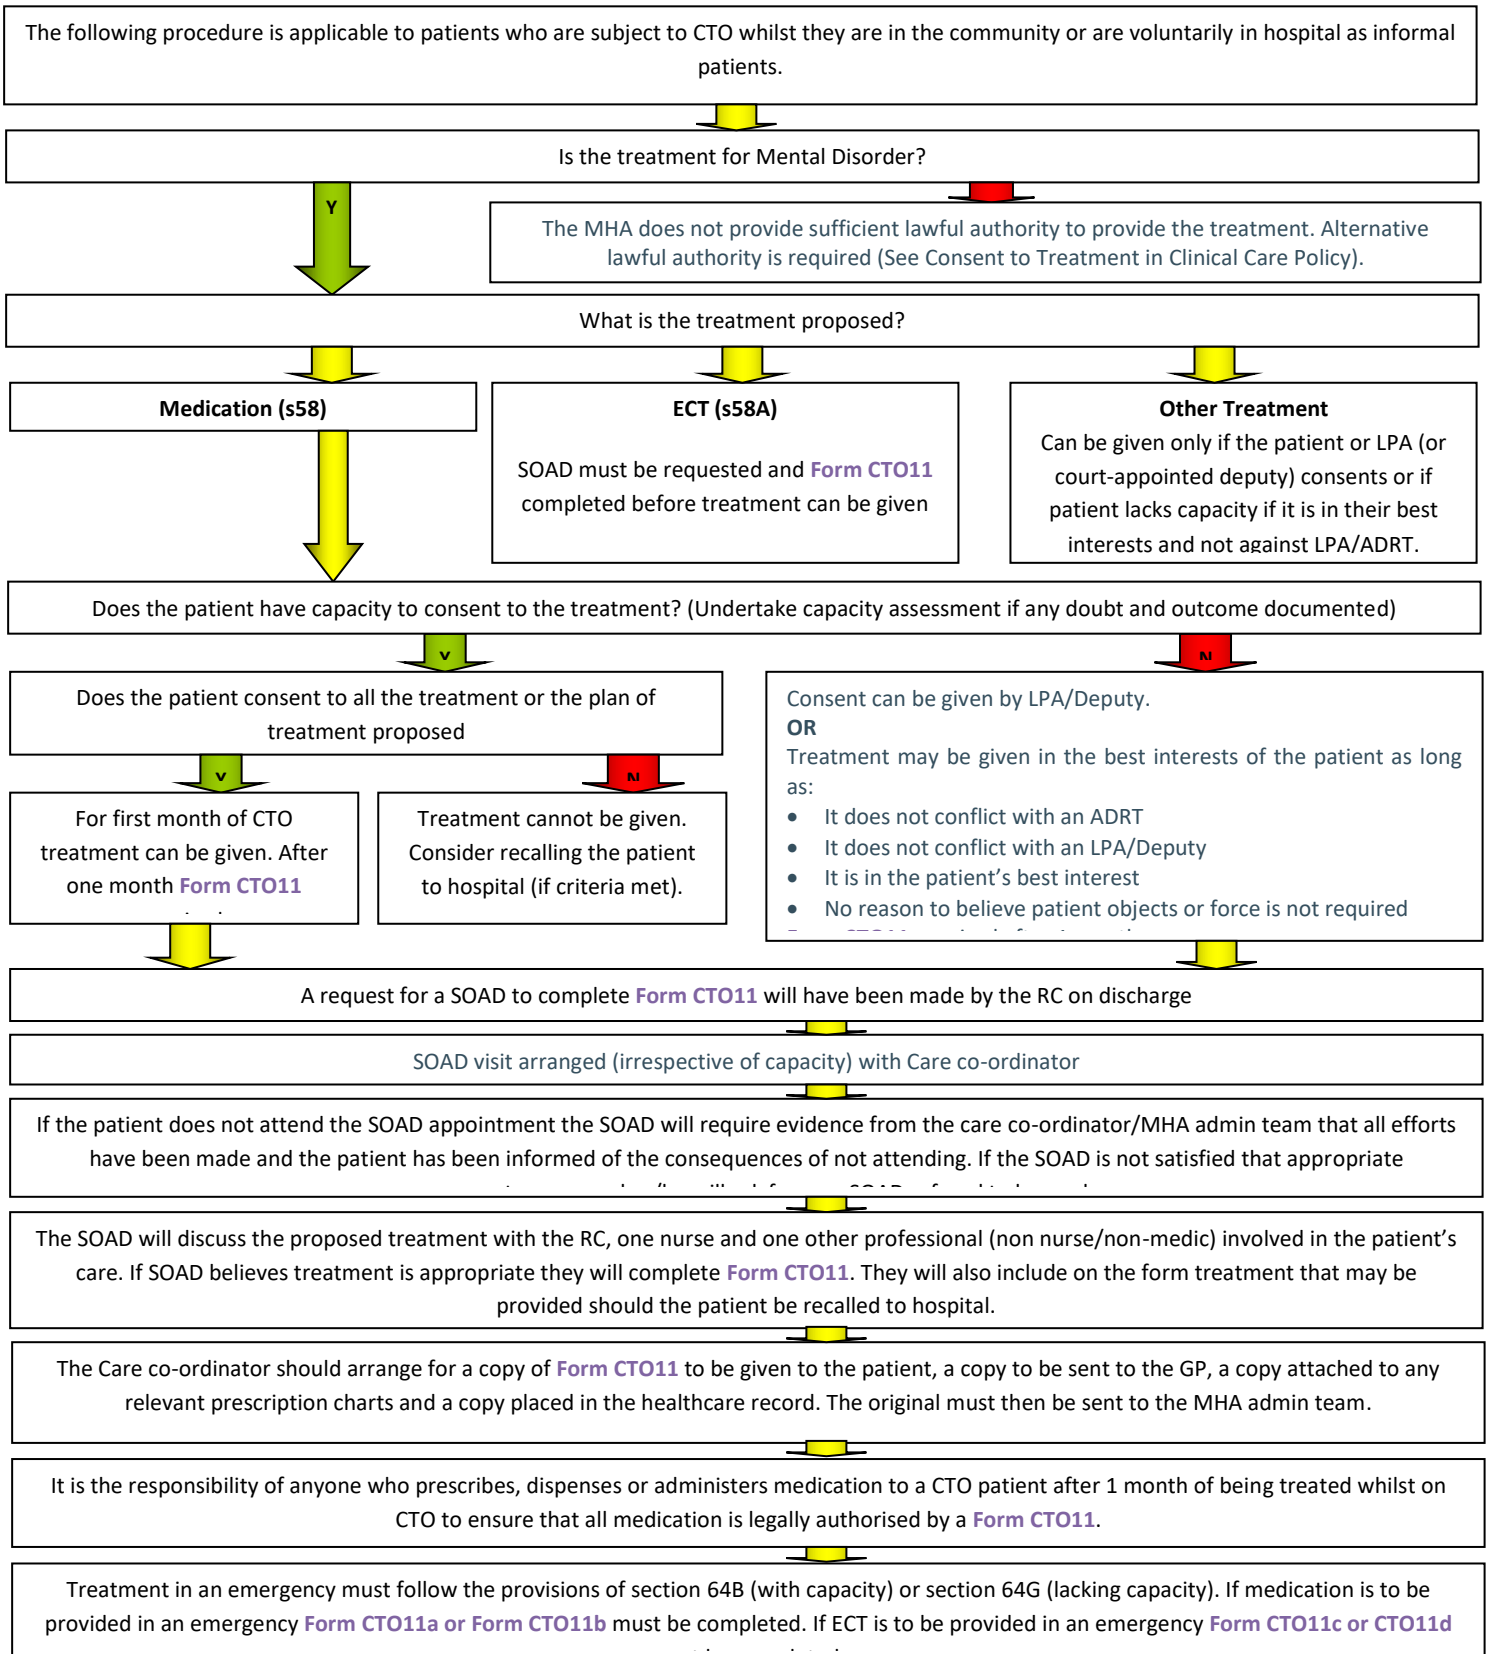 The following procedure is applicable to patients who are subject to CTO whilst they are in the community or are voluntarily in hospital as informal
patients.
Is the treatment for Mental Disorder?
Y
The MHA does not provide sufficient lawful authority to provide the treatment. Alternative
lawful authority is required (See Consent to Treatment in Clinical Care Policy).
What is the treatment proposed?
Medication (s58)
ECT (s58A)
SOAD must be requested and Form CTO11
completed before treatment can be given
Other Treatment
Can be given only if the patient or LPA (or
court-appointed deputy) consents or if
patient lacks capacity if it is in their best
interests and not against LPA/ADRT.
Does the patient have capacity to consent to the treatment? (Undertake capacity assessment if any doubt and outcome documented)
Y
N
Does the patient consent to all the treatment or the plan of
treatment proposed
Y
N
For first month of CTO
treatment can be given. After
one month Form CTO11
Treatment cannot be given.
Consider recalling the patient
to hospital (if criteria met).
Consent can be given by LPA/Deputy.
OR
Treatment may be given in the best interests of the patient as long
as:
• It does not conflict with an ADRT
• It does not conflict with an LPA/Deputy
• It is in the patient's best interest
• No reason to believe patient objects or force is not required
A request for a SOAD to complete Form CTO11 will have been made by the RC on discharge
SOAD visit arranged (irrespective of capacity) with Care co-ordinator
If the patient does not attend the SOAD appointment the SOAD will require evidence from the care co-ordinator/MHA admin team that all efforts
have been made and the patient has been informed of the consequences of not attending. If the SOAD is not satisfied that appropriate
The SOAD will discuss the proposed treatment with the RC, one nurse and one other professional (non nurse/non-medic) involved in the patient's
care. If SOAD believes treatment is appropriate they will complete Form CTO11. They will also include on the form treatment that may be
provided should the patient be recalled to hospital.
The Care co-ordinator should arrange for a copy of Form CTO11 to be given to the patient, a copy to be sent to the GP, a copy attached to any
relevant prescription charts and a copy placed in the healthcare record. The original must then be sent to the MHA admin team.
It is the responsibility of anyone who prescribes, dispenses or administers medication to a CTO patient after 1 month of being treated whilst on
CTO to ensure that all medication is legally authorised by a Form CTO11.
Treatment in an emergency must follow the provisions of section 64B (with capacity) or section 64G (lacking capacity). If medication is to be
provided in an emergency Form CTO11a or Form CTO11b must be completed. If ECT is to be provided in an emergency Form CTO11c or CTO11d